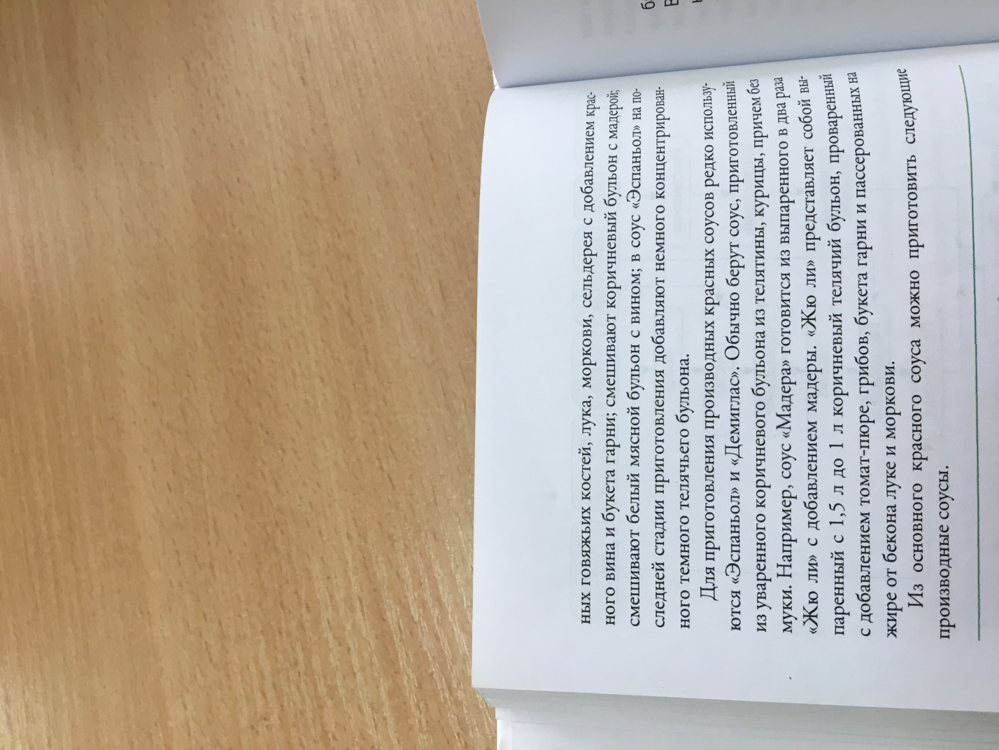 ных говяжьих костей, лука, моркови, сельдерея с добавлением крас-
ного вина и букета гарни; смешивают коричневый бульон с мадерой;
смешивают белый мясной бульон с вином; в соус «Эспаньол» на по-
следней стадии приготовления добавляют немного концентрирован-
ного темного телячьего бульона.
Для приготовления производных красных соусов редко использу-
ются «Эспаньол» и «Демиглас». Обычно берут соус, приготовленный
из уваренного коричневого бульона из телятины, курицы, причем без
муки. Например, соус «Мадера» готовится из выпаренного в два раза
«Жю ли» с добавлением мадеры. «Жю ли» представляет собой вы-
паренный с 1,5 л до 1 л коричневый телячий бульон, проваренный
с добавлением томат-пюре, грибов, букета гарни и пассерованных на
жире от бекона луке и моркови.
Из основного красного соуса можно приготовить следующие
производные соусы.